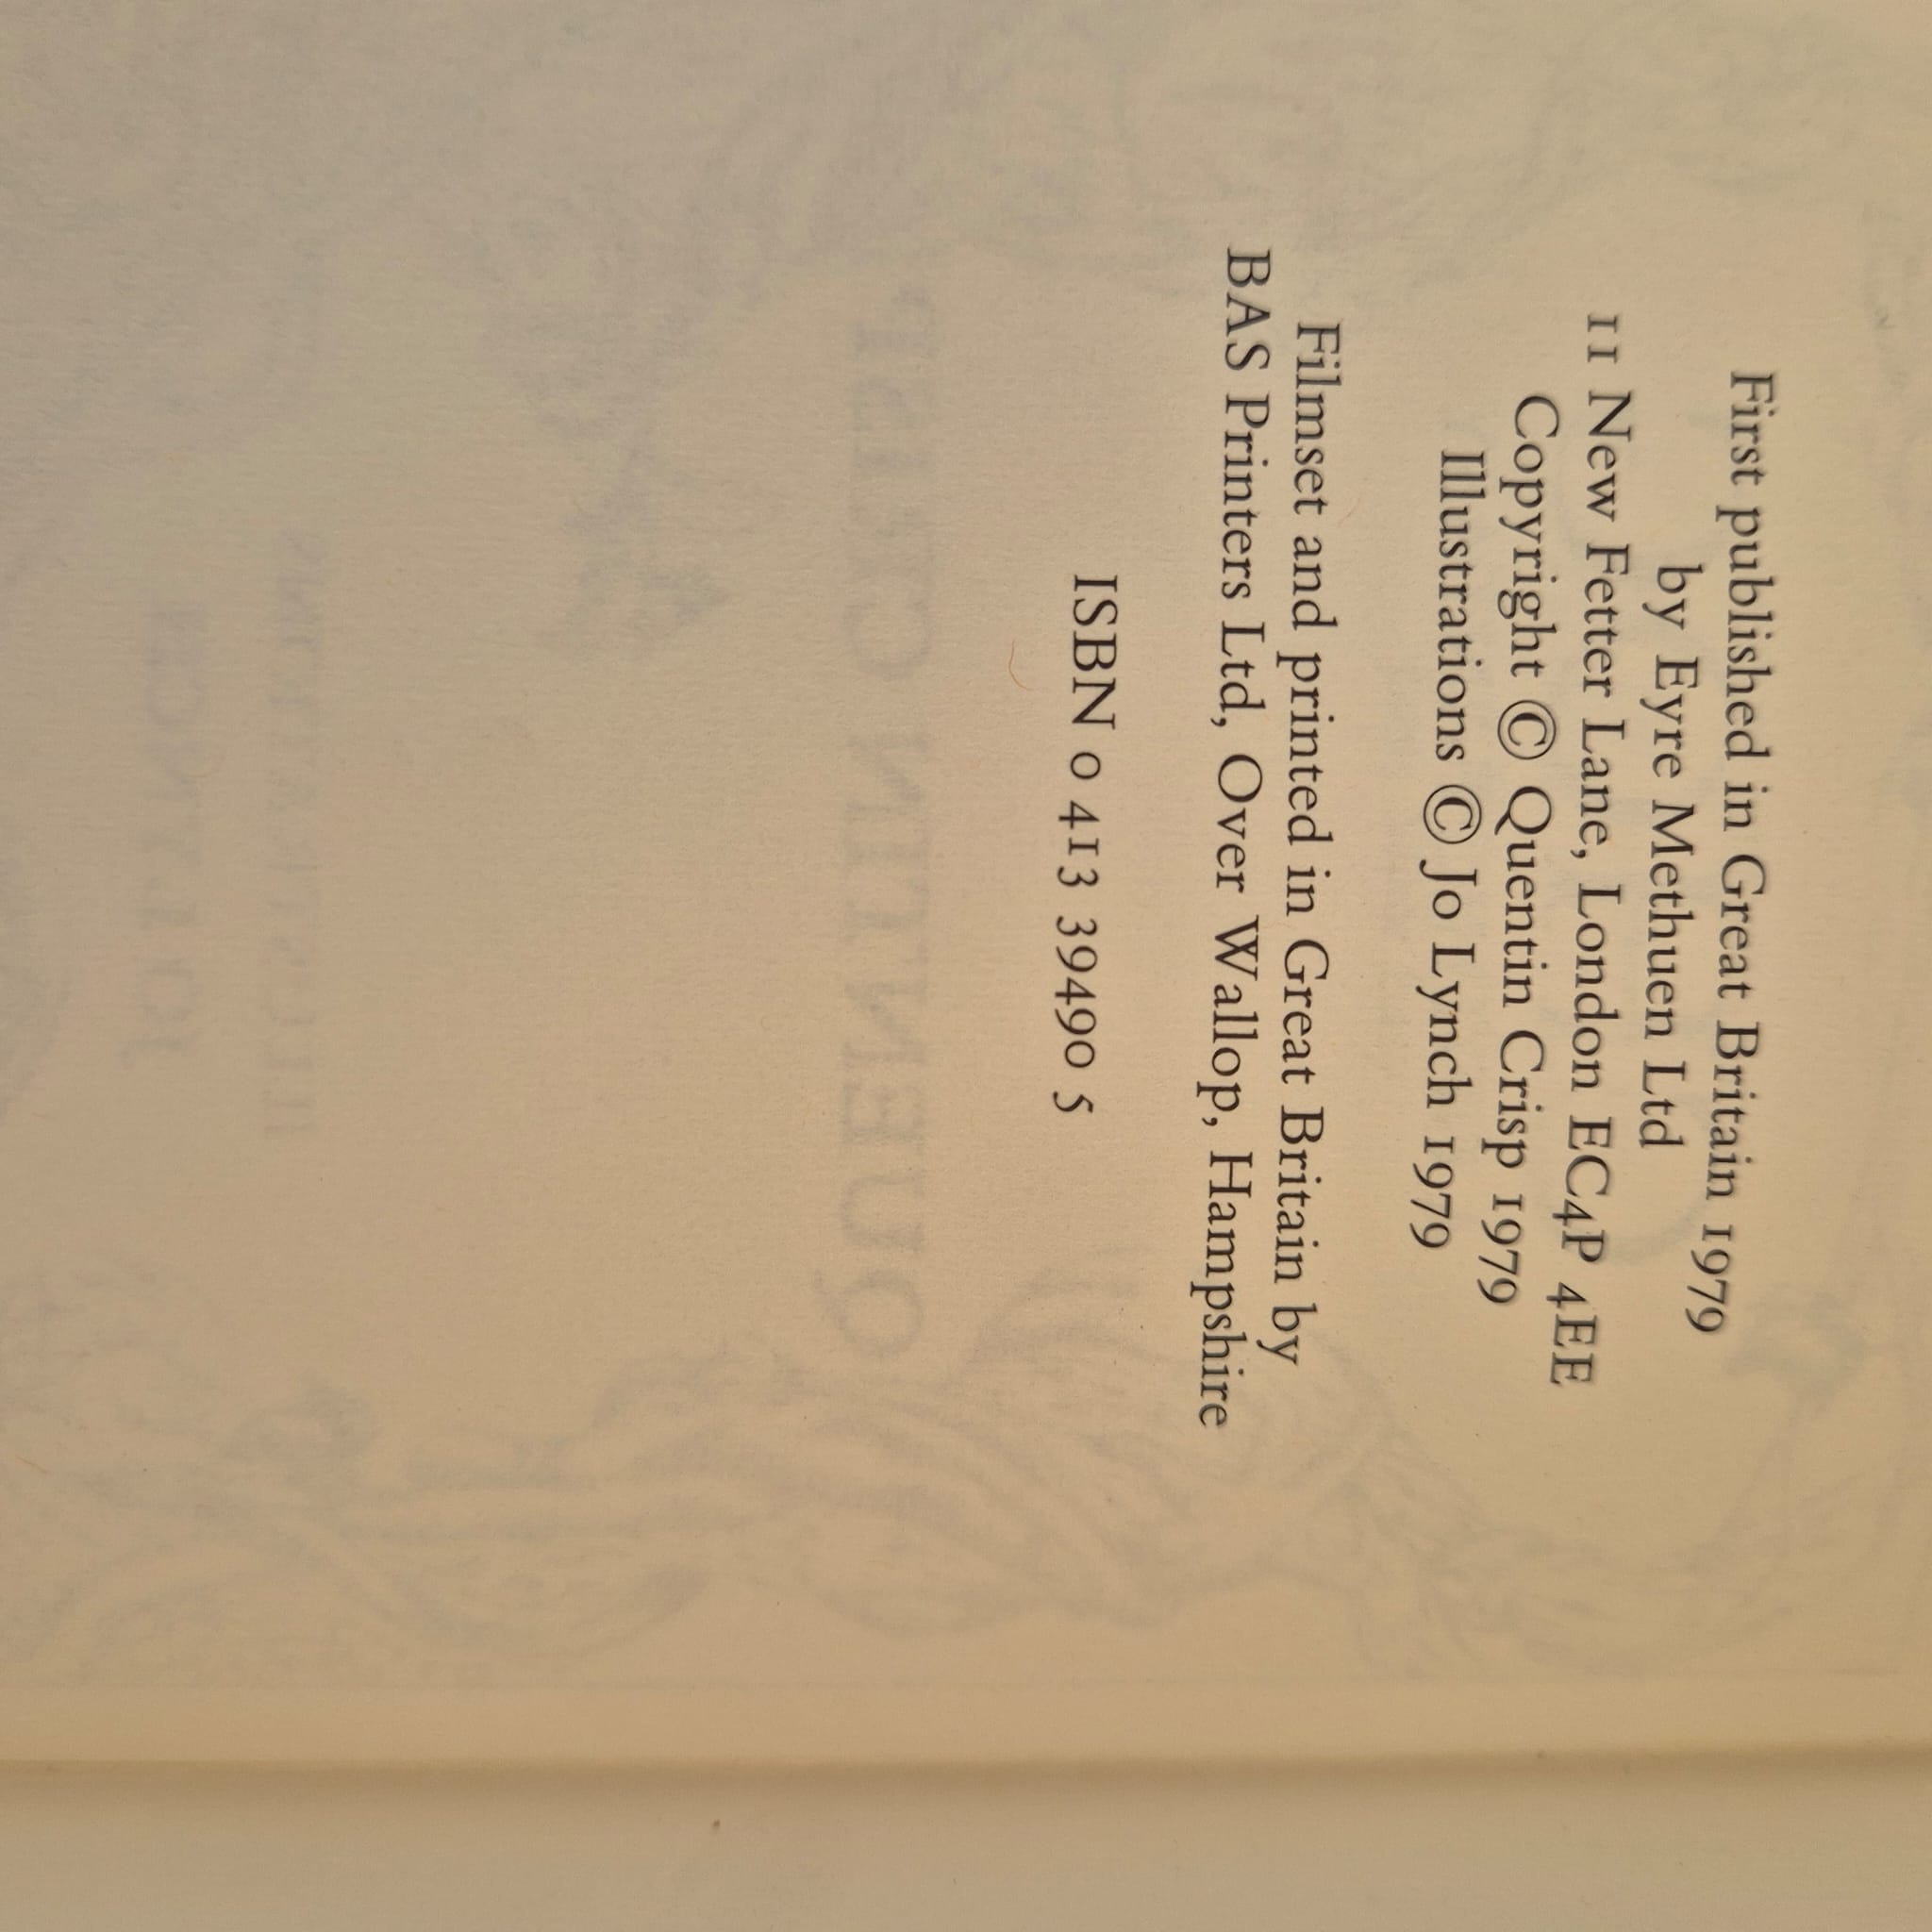 First published in Great Britain 1979
by Eyre Methuen Ltd
11 New Fetter Lane, London EC4P 4EE
Copyright © Quentin Crisp 1979
Illustrations © Jo Lynch 1979
Filmset and printed in Great Britain by
BAS Printers Ltd, Over Wallop, Hampshire
ISBN 0 413 39490 5